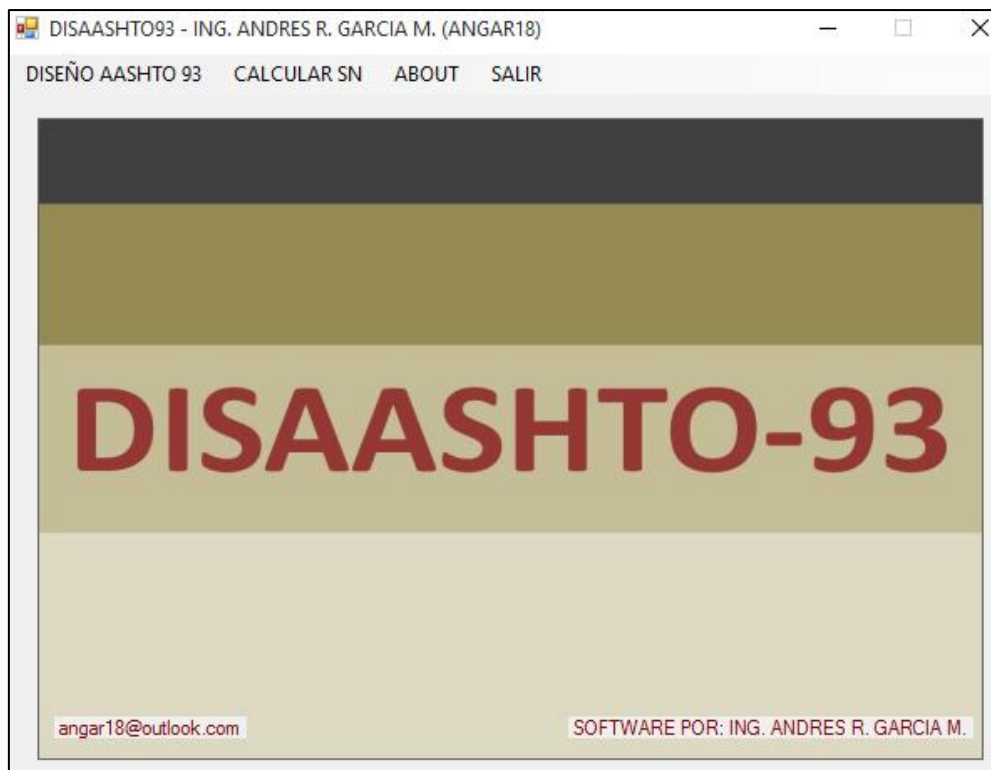 DISAASHTO93 - ING. ANDRES R. GARCIA M. (ANGAR18)
DISEÑO AASHTO 93 CALCULAR SN ABOUT SALIR
DISAASHTO-93
angar18@outlook.com SOFTWARE POR: ING. ANDRES R. GARCIA M.